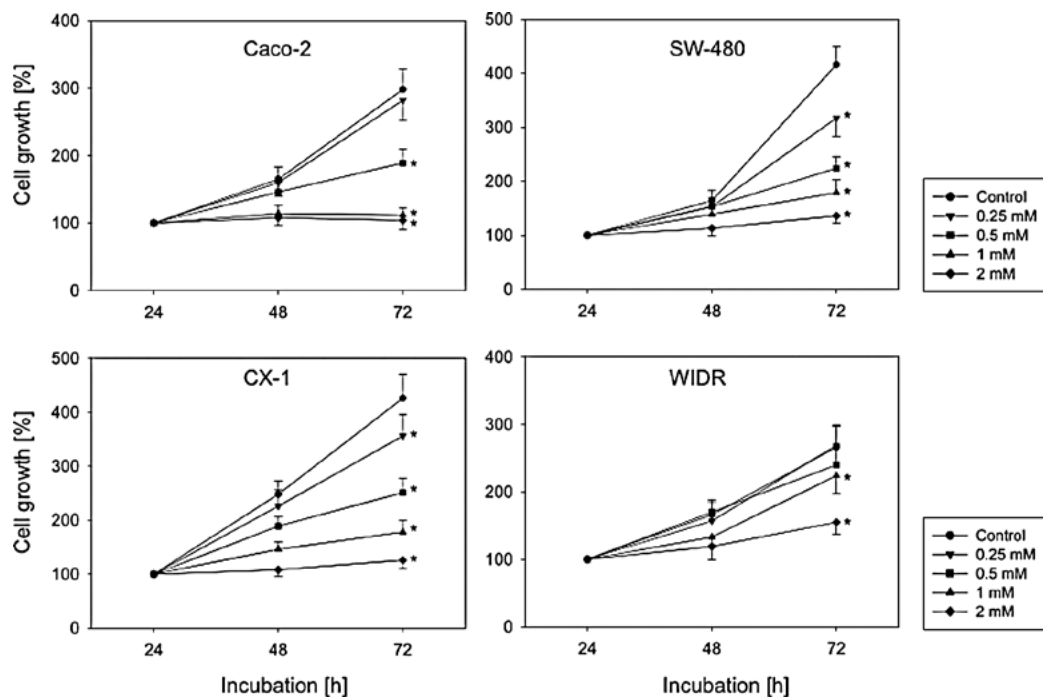 Caco-2
Cell growth [%]
400
300
200
100
0
24
48
72
*
*
*
SW-480
500
400
300
200
100
0
24
48
72
*
*
*
*
Control
0.25 mM
0.5 mM
1 mM
2 mM
CX-1
Cell growth [%]
500
400
300
200
100
0
24
48
72
*
*
*
*
Incubation [h]
WIDR
400
300
200
100
0
24
48
72
*
*
Incubation [h]
Control
0.25 mM
0.5 mM
1 mM
2 mM